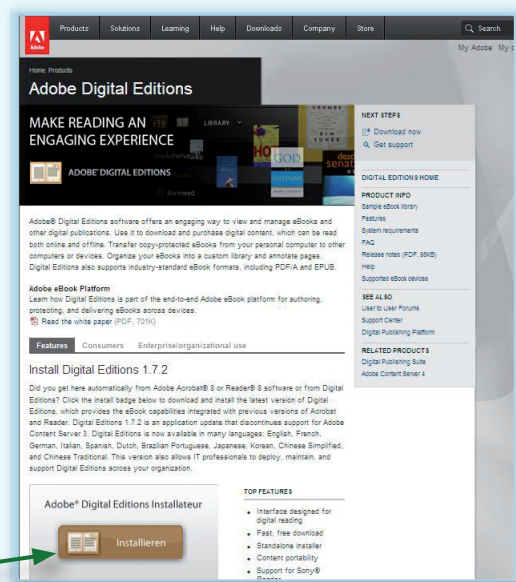 Products Solutions Learning Help Downloads Company Store Search
Adobe
My Adobe My
Home Products
Adobe Digital Editions
MAKE READING AN
ENGAGING EXPERIENCE
LIBRARY
bookshelves
borrowed
HO
GOD
CRUMBS
KIM
SUNEE
death
senat
ADOBE® DIGITAL EDITIONS
Adobe® Digital Editions software offers an engaging way to view and manage eBooks and
other digital publications. Use it to download and purchase digital content, which can be read
both online and offline. Transfer copy-protected eBooks from your personal computer to other
computers or devices. Organize your eBooks into a custom library and annotate pages.
Digital Editions also supports industry-standard eBook formats, including PDF/A and EPUB.
Adobe eBook Platform
Learn how Digital Editions is part of the end-to-end Adobe eBook platform for authoring,
protecting, and delivering eBooks across devices.
Read the white paper (PDF, 701K)
Features Consumers Enterprise/organizational use
Install Digital Editions 1.7.2
Did you get here automatically from Adobe Acrobat® 8 or Reader® 8 software or from Digital
Editions? Click the install badge below to download and install the latest version of Digital
Editions, which provides the eBook capabilities integrated with previous versions of Acrobat
and Reader. Digital Editions 1.7.2 is an application update that discontinues support for Adobe
Content Server 3. Digital Editions is now available in many languages: English, French,
German, Italian, Spanish, Dutch, Brazilian Portuguese, Japanese, Korean, Chinese Simplified,
and Chinese Traditional. This version also allows IT professionals to deploy, maintain, and
support Digital Editions across your organization.
Adobe® Digital Editions Installateur
Installieren
TOP FEATURES
Interface designed for
digital reading
Fast, free download
Standalone installer
Content portability
Support for Sony®
Reader
NEXT STEPS
Download now
Get support
DIGITAL EDITIONS HOME
PRODUCT INFO
Sample eBook library
Features
System requirements
FAQ
Release notes (PDF, 95KB)
Help
Supported eBook devices
SEE ALSO
User to User Forums
Support Center
Digital Publishing Platform
RELATED PRODUCTS
Digital Publishing Suite
Adobe Content Server 4